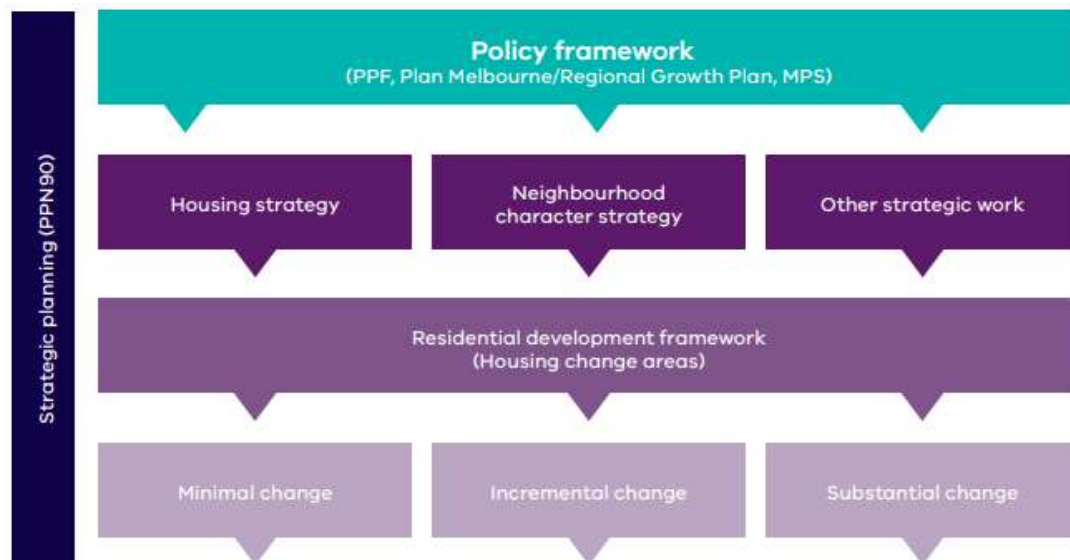 Policy framework
(PPF, Plan Melbourne/Regional Growth Plan, MPS)
Strategic planning (PPN90)
Housing strategy
Neighbourhood
character strategy
Other strategic work
Residential development framework
(Housing change areas)
Minimal change
Incremental change
Substantial change